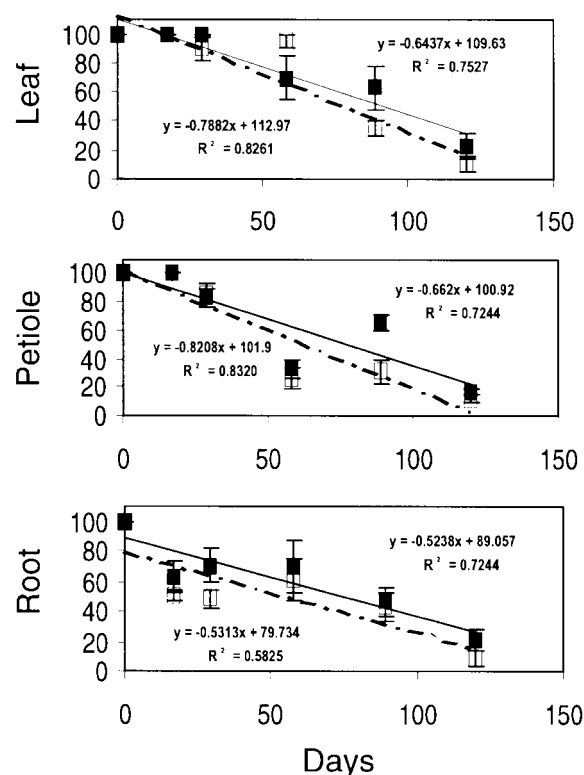 Leaf
100
80
60
40
20
0
y = -0.6437x + 109.63
R² = 0.7527
y = -0.7882x + 112.97
R² = 0.8261
0 50 100 150
Petiole
100
80
60
40
20
0
y = -0.662x + 100.92
R² = 0.7244
y = -0.8208x + 101.9
R² = 0.8320
0 50 100 150
Root
100
80
60
40
20
0
y = -0.5238x + 89.057
R² = 0.7244
y = -0.5313x + 79.734
R² = 0.5825
0 50 100 150
Days